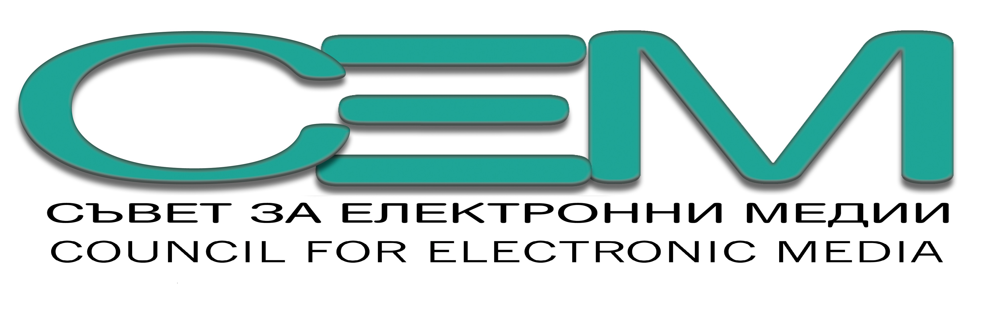 СЕМ
СЪВЕТ ЗА ЕЛЕКТРОННИ МЕДИИ
COUNCIL FOR ELECTRONIC MEDIA